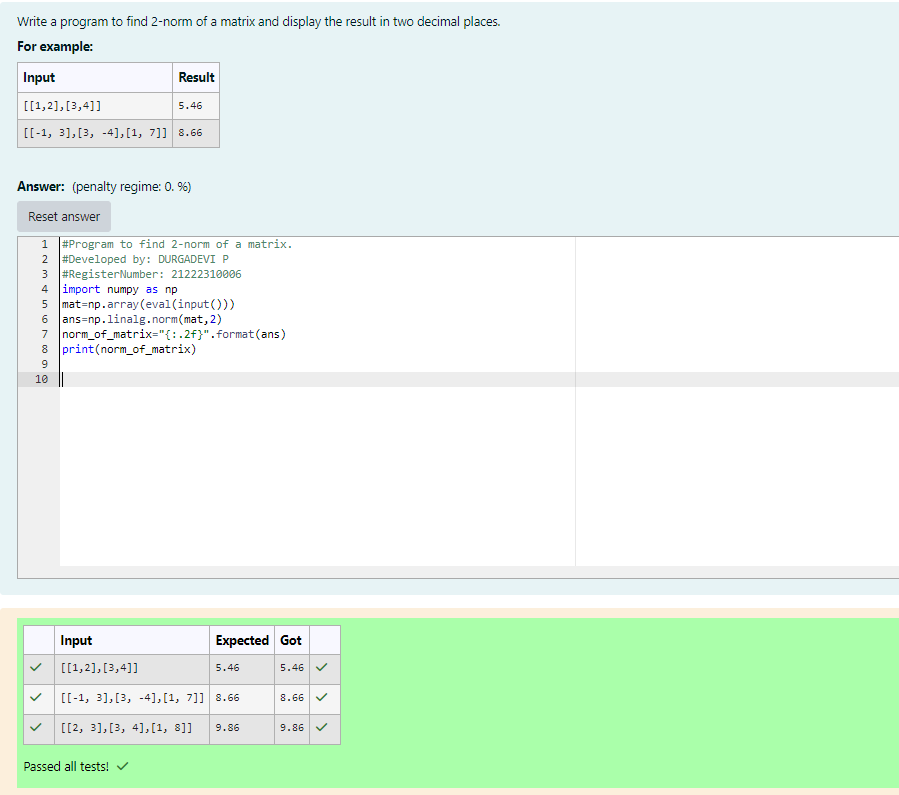 Write a program to find 2-norm of a matrix and display the result in two decimal places.
For example:
Input Result
[[1,2],[3,4]] 5.46
[[-1, 3],[3, -4],[1, 7]] 8.66
Answer: (penalty regime: 0. %)
Reset answer
1 #Program to find 2-norm of a matrix.
2 #Developed by: DURGADEVI P
3 #RegisterNumber: 21222310006
4 import numpy as np
5 mat=np.array(eval(input()))
6 ans=np.linalg.norm(mat,2)
7 norm_of_matrix="{:.2f}".format(ans)
8 print(norm_of_matrix)
9
10
Input Expected Got
[[1,2],[3,4]] 5.46 5.46
[[-1, 3],[3, -4],[1, 7]] 8.66 8.66
[[2, 3],[3, 4],[1, 8]] 9.86 9.86
Passed all tests!